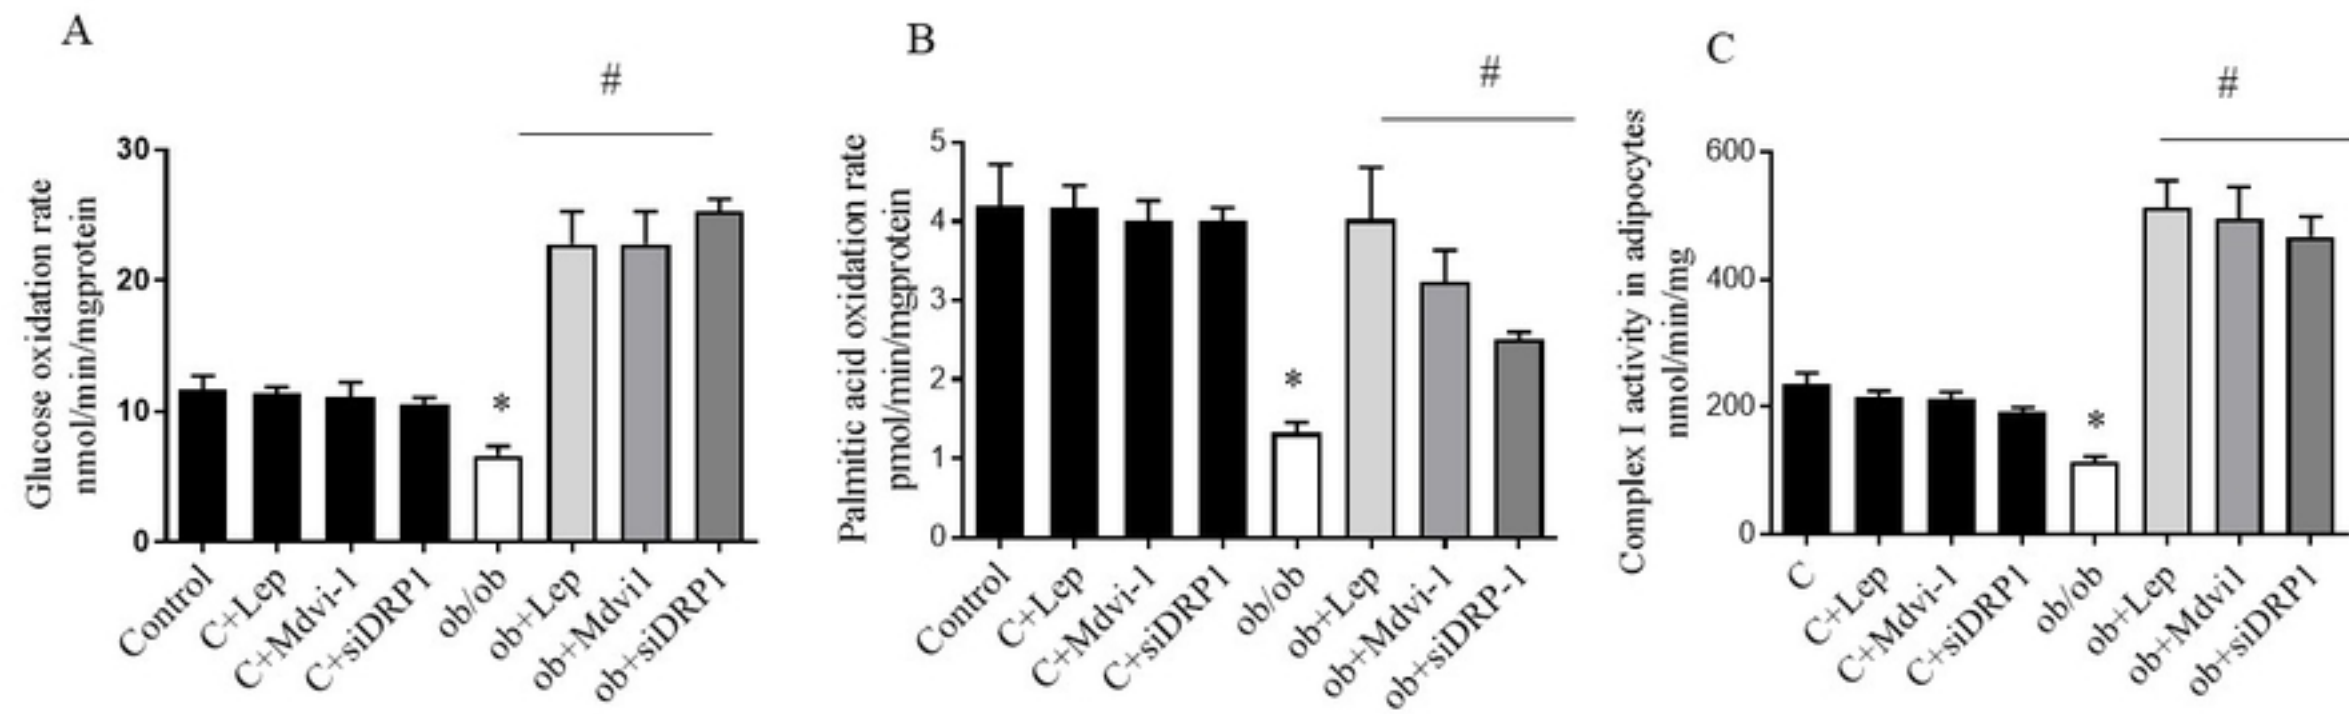 A
#
Glucose oxidation rate
nmol/min/mgprotein
30
20
10
0
*
Control
C+Lep
C+Mdvi-1
C+siDRP1
ob/ob
ob+Lep
ob+Mdvi1
ob+siDRP1
B
#
Palmitic acid oxidation rate
pmol/min/mgprotein
5
4
3
2
1
0
*
Control
C+Lep
C+Mdvi-1
C+siDRP1
ob/ob
ob+Lep
ob+Mdvi-1
ob+siDRP-1
C
#
Complex I activity in adipocytes
nmol/min/mg
600
400
200
0
*
C
C+Lep
C+Mdvi-1
C+siDRP1
ob/ob
ob+Lep
ob+Mdvi1
ob+siDRP1